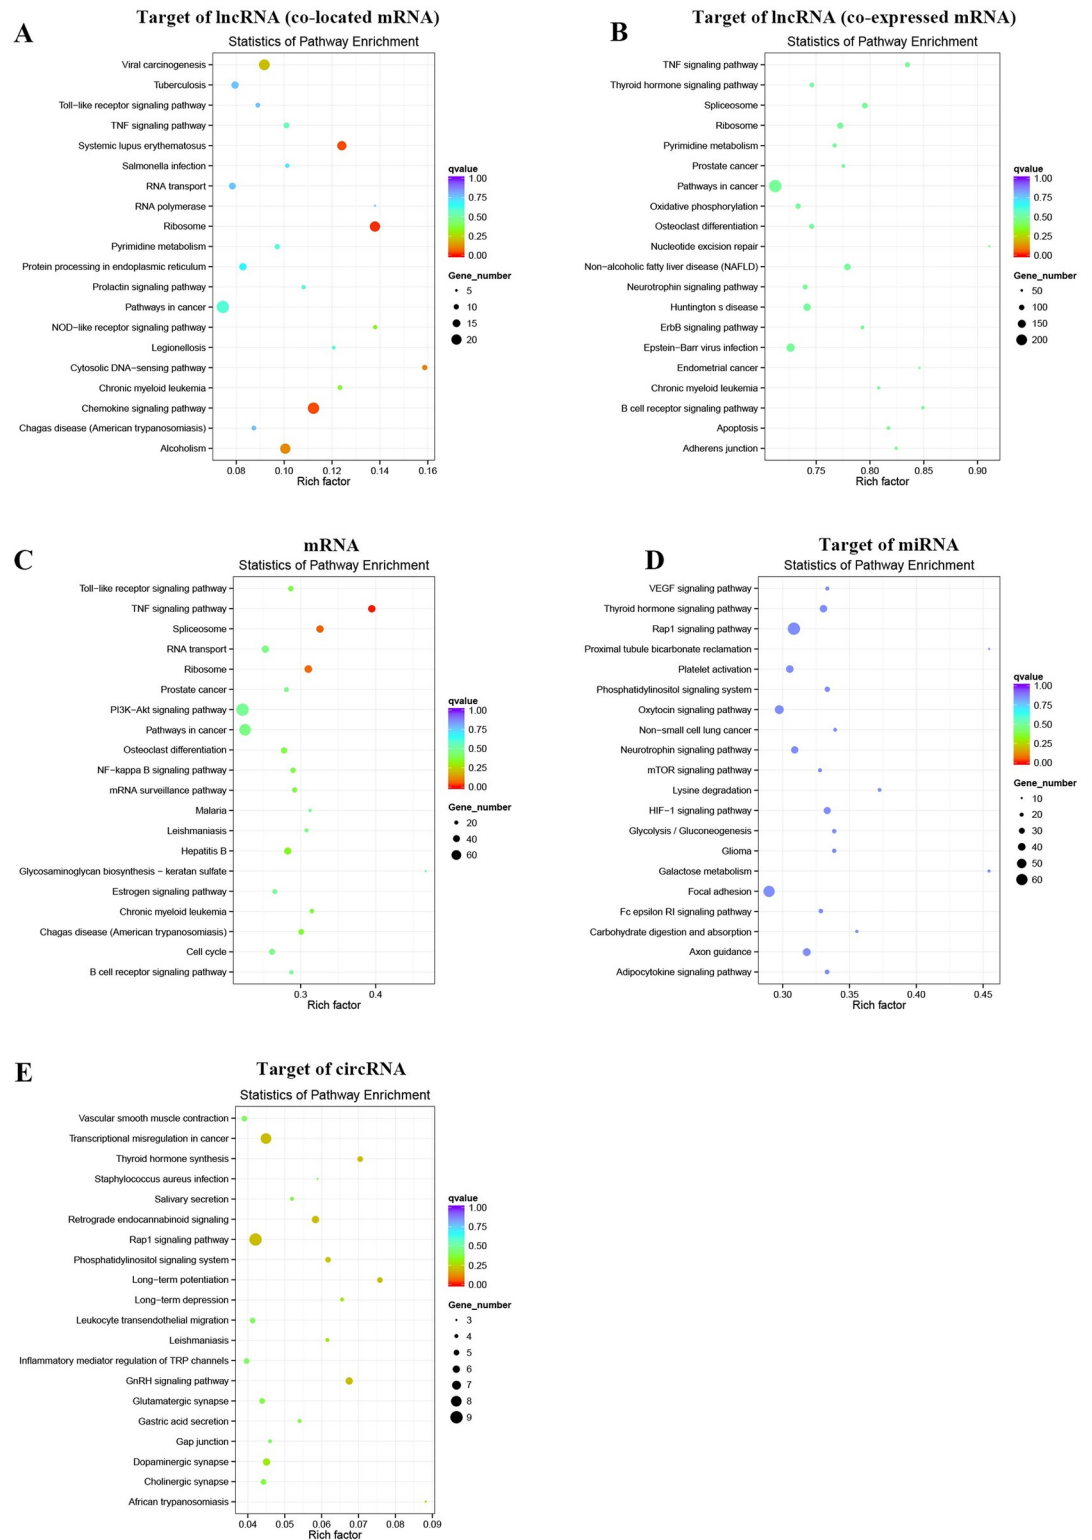 A
Target of lncRNA (co-located mRNA)
Statistics of Pathway Enrichment
Viral carcinogenesis
Tuberculosis
Toll−like receptor signaling pathway
TNF signaling pathway
Systemic lupus erythematosus
Salmonella infection
RNA transport
RNA polymerase
Ribosome
Pyrimidine metabolism
Protein processing in endoplasmic reticulum
Prolactin signaling pathway
Pathways in cancer
NOD−like receptor signaling pathway
Legionellosis
Cytosolic DNA−sensing pathway
Chronic myeloid leukemia
Chemokine signaling pathway
Chagas disease (American trypanosomiasis)
Alcoholism
0.08 0.10 0.12 0.14 0.16
Rich factor
qvalue
1.00
0.75
0.50
0.25
0.00
Gene_number
5
10
15
20
B
Target of lncRNA (co-expressed mRNA)
Statistics of Pathway Enrichment
TNF signaling pathway
Thyroid hormone signaling pathway
Spliceosome
Ribosome
Pyrimidine metabolism
Prostate cancer
Pathways in cancer
Oxidative phosphorylation
Osteoclast differentiation
Nucleotide excision repair
Non−alcoholic fatty liver disease (NAFLD)
Neurotrophin signaling pathway
Huntington s disease
ErbB signaling pathway
Epstein−Barr virus infection
Endometrial cancer
Chronic myeloid leukemia
B cell receptor signaling pathway
Apoptosis
Adherens junction
0.75 0.80 0.85 0.90
Rich factor
qvalue
1.00
0.75
0.50
0.25
0.00
Gene_number
50
100
150
200
C
mRNA
Statistics of Pathway Enrichment
Toll−like receptor signaling pathway
TNF signaling pathway
Spliceosome
RNA transport
Ribosome
Prostate cancer
PI3K−Akt signaling pathway
Pathways in cancer
Osteoclast differentiation
NF−kappa B signaling pathway
mRNA surveillance pathway
Malaria
Leishmaniasis
Hepatitis B
Glycosaminoglycan biosynthesis − keratan sulfate
Estrogen signaling pathway
Chronic myeloid leukemia
Chagas disease (American trypanosomiasis)
Cell cycle
B cell receptor signaling pathway
0.3 0.4
Rich factor
qvalue
1.00
0.75
0.50
0.25
0.00
Gene_number
20
40
60
D
Target of miRNA
Statistics of Pathway Enrichment
VEGF signaling pathway
Thyroid hormone signaling pathway
Rap1 signaling pathway
Proximal tubule bicarbonate reclamation
Platelet activation
Phosphatidylinositol signaling system
Oxytocin signaling pathway
Non−small cell lung cancer
Neurotrophin signaling pathway
mTOR signaling pathway
Lysine degradation
HIF−1 signaling pathway
Glycolysis / Gluconeogenesis
Glioma
Galactose metabolism
Focal adhesion
Fc epsilon RI signaling pathway
Carbohydrate digestion and absorption
Axon guidance
Adipocytokine signaling pathway
0.30 0.35 0.40 0.45
Rich factor
qvalue
1.00
0.75
0.50
0.25
0.00
Gene_number
10
20
30
40
50
60
E
Target of circRNA
Statistics of Pathway Enrichment
Vascular smooth muscle contraction
Transcriptional misregulation in cancer
Thyroid hormone synthesis
Staphylococcus aureus infection
Salivary secretion
Retrograde endocannabinoid signaling
Rap1 signaling pathway
Phosphatidylinositol signaling system
Long−term potentiation
Long−term depression
Leukocyte transendothelial migration
Leishmaniasis
Inflammatory mediator regulation of TRP channels
GnRH signaling pathway
Glutamatergic synapse
Gastric acid secretion
Gap junction
Dopaminergic synapse
Cholinergic synapse
African trypanosomiasis
0.04 0.05 0.06 0.07 0.08 0.09
Rich factor
qvalue
1.00
0.75
0.50
0.25
0.00
Gene_number
3
4
5
6
7
8
9